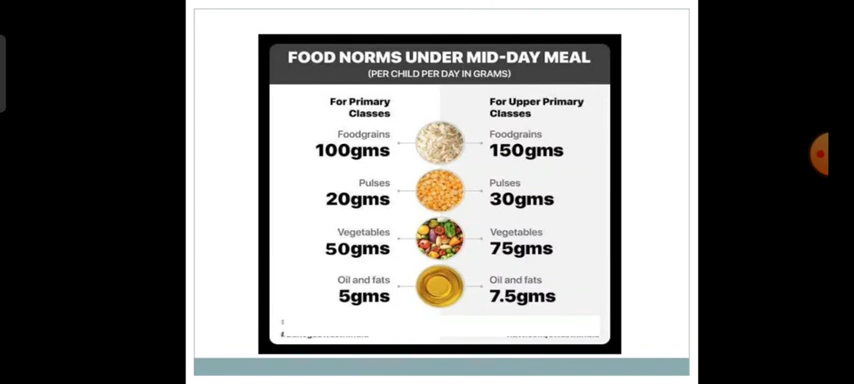 FOOD NORMS UNDER MID-DAY MEAL
(PER CHILD PER DAY IN GRAMS)
For Primary
Classes
Foodgrains
100gms
Pulses
20gms
Vegetables
50gms
Oil and fats
5gms
For Upper Primary
Classes
Foodgrains
150gms
Pulses
30gms
Vegetables
75gms
Oil and fats
7.5gms